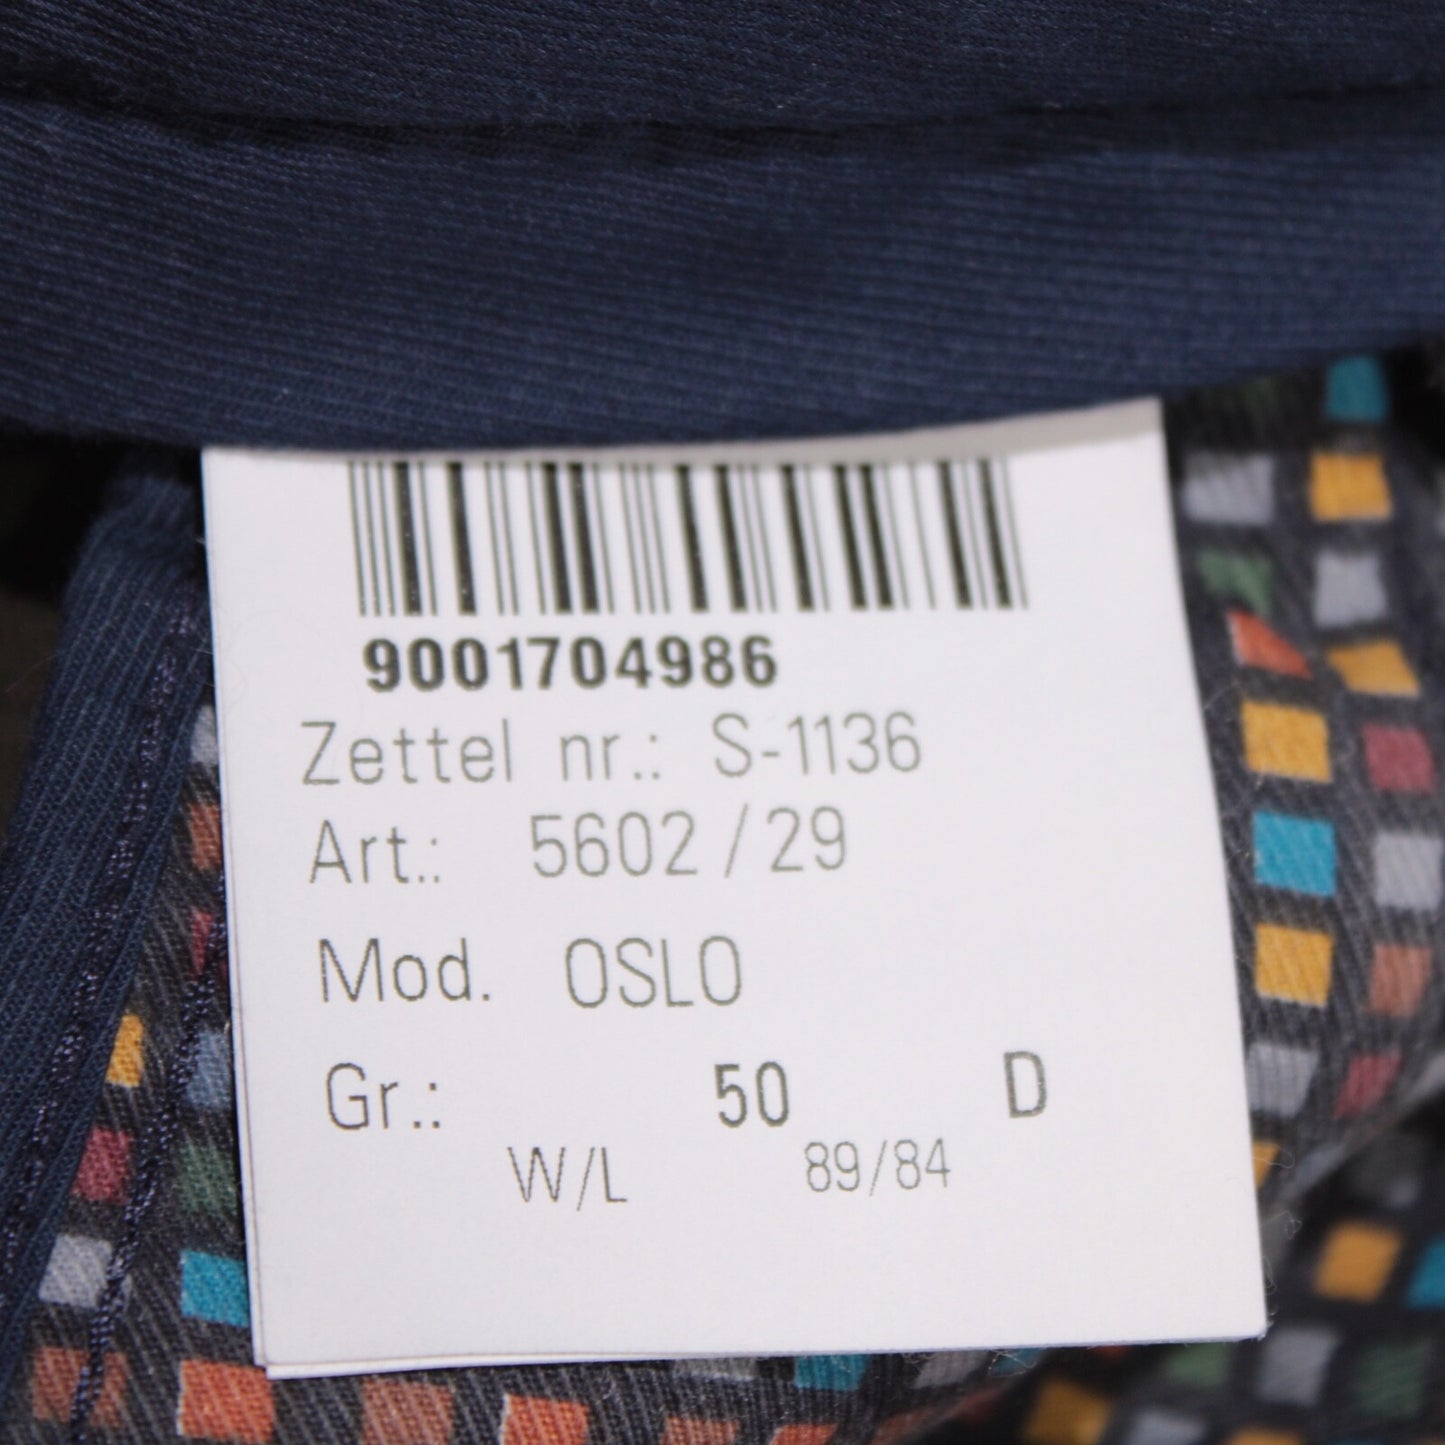 9001704986
Zettel nr.: S-1136
Art.: 5602 / 29
Mod. OSLO
Gr.: 50 D
W/L 89/84